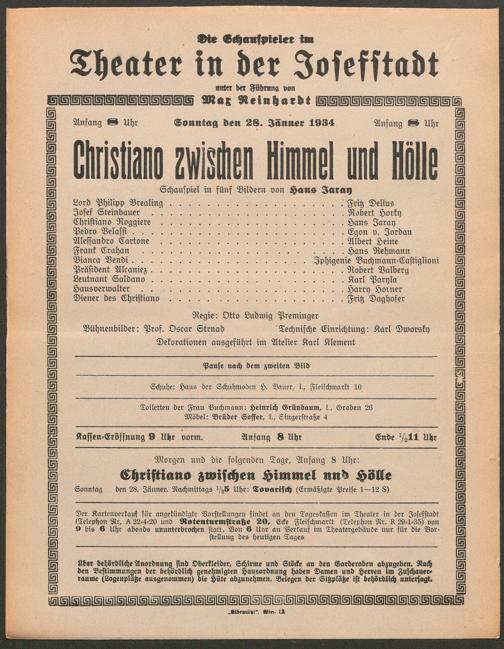 Die Schauspieler im
Theater in der Josefstadt
unter der Führung von
Max Reinhardt
Anfang 8 Uhr Sonntag den 28. Jänner 1934 Anfang 8 Uhr
Christiano zwischen Himmel und Hölle
Schauspiel in fünf Bildern von Hans Jaray
Lord Philipp Brealing . . . . . . . . . . Fritz Delius
Josef Steinbauer . . . . . . . . . . Robert Horky
Christiano Roggiere . . . . . . . . . . Hans Jaray
Pedro Velassi . . . . . . . . . . Egon v. Jordan
Alessandro Cartone . . . . . . . . . . Albert Heine
Frank Crahan . . . . . . . . . . Hans Rehmann
Bianca Vendi . . . . . . . . . . Iphigenie Buchmann-Castiglioni
Präsident Alcaniez . . . . . . . . . . Robert Valberg
Leutnant Saldano . . . . . . . . . . Karl Paryla
Hausverwalter . . . . . . . . . . Harry Horner
Diener des Christiano . . . . . . . . . . Fritz Daghofer
Regie: Otto Ludwig Preminger
Bühnenbilder: Prof. Oscar Strnad Technische Einrichtung: Karl Dworsky
Dekorationen ausgeführt im Atelier Karl Klement
Pause nach dem zweiten Bild
Schuhe: Haus der Schuhmoden H. Bauer, I., Fleischmarkt 10
Toiletten der Frau Buchmann: Heinrich Grünbaum, I., Graben 26
Möbel: Brüder Soffer, I., Singerstraße 4
Kassen-Eröffnung 9 Uhr vorm. Anfang 8 Uhr Ende ½11 Uhr
Morgen und die folgenden Tage, Anfang 8 Uhr:
Christiano zwischen Himmel und Hölle
Sonntag den 28. Jänner. Nachmittags ½5 Uhr: Tovarisch (Ermäßigte Preise 1—12 S)
Der Kartenverkauf für angekündigte Vorstellungen findet an den Tageskassen im Theater in der Josefstadt
(Telephon Nr. A 22-4-20 und Rotenturmstraße 20, Ecke Fleischmarkt (Telephon Nr. R 29-1-35) von
9 bis 6 Uhr abends ununterbrochen statt. Von 6 Uhr an Verkauf im Theatergebäude nur für die Vor-
stellung des heutigen Tages
Über behördliche Anordnung sind Oberkleider, Schirme und Stöcke an den Garderoben abzugeben. Nach
den Bestimmungen der behördlich genehmigten Hausordnung haben Damen und Herren im Zuschauer-
raume (Logenplätze ausgenommen) die Hüte abzunehmen. Belegen der Sitzplätze ist behördlich untersagt.